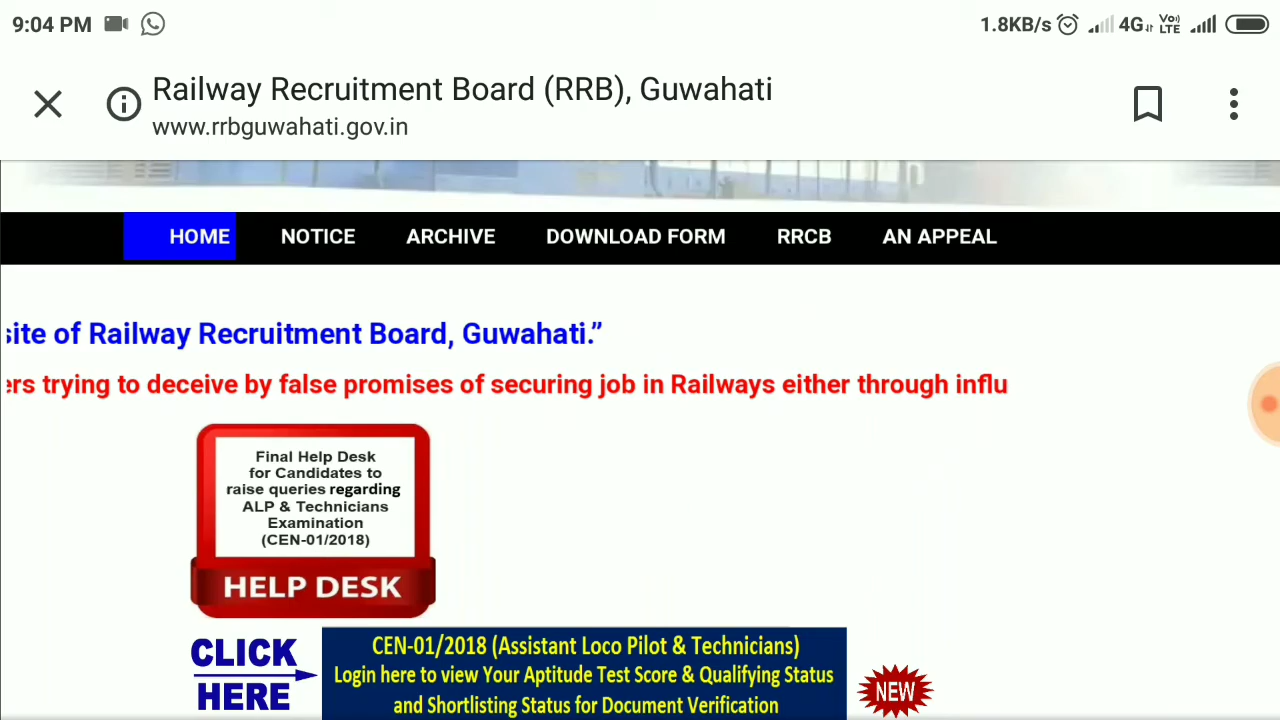 9:04 PM 1.8KB/s 4G Vo) LTE
Railway Recruitment Board (RRB), Guwahati
www.rrbguwahati.gov.in
HOME NOTICE ARCHIVE DOWNLOAD FORM RRCB AN APPEAL
site of Railway Recruitment Board, Guwahati.”
ers trying to deceive by false promises of securing job in Railways either through influ
Final Help Desk
for Candidates to
raise queries regarding
ALP & Technicians
Examination
(CEN-01/2018)
HELP DESK
CLICK
HERE
CEN-01/2018 (Assistant Loco Pilot & Technicians)
Login here to view Your Aptitude Test Score & Qualifying Status
and Shortlisting Status for Document Verification
NEW